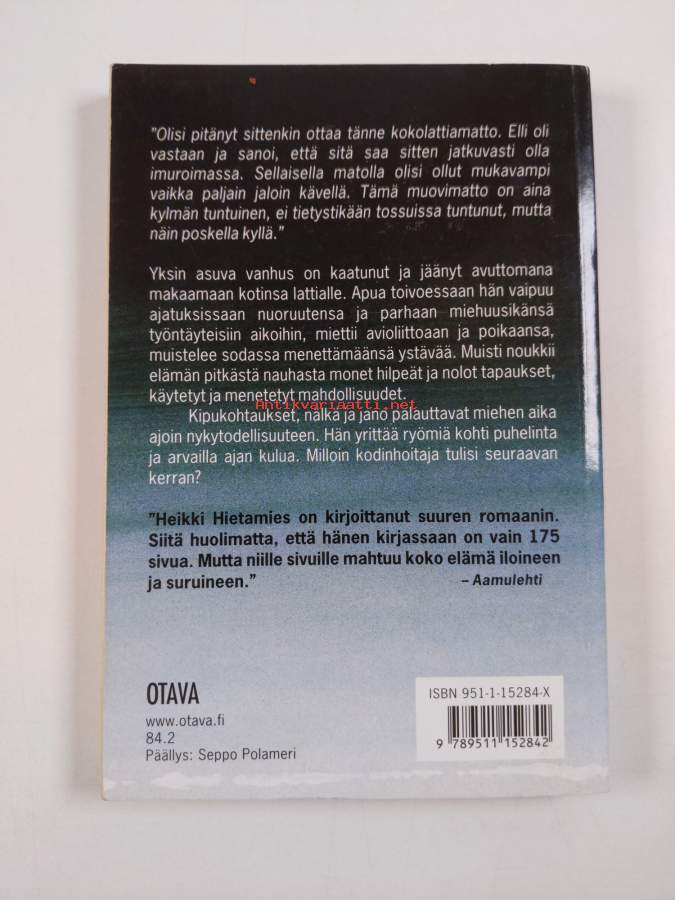 "Olisi pitänyt sittenkin ottaa tänne kokolattiamatto. Elli oli
vastaan ja sanoi, että sitä saa sitten jatkuvasti olla
imuroimassa. Sellaisella matolla olisi ollut mukavampi
vaikka paljain jaloin kävellä. Tämä muovimatto on aina
kylmän tuntuinen, ei tietystikään tossuissa tuntunut, mutta
näin poskella kyllä."
Yksin asuva vanhus on kaatunut ja jäänyt avuttomana
makaamaan kotinsa lattialle. Apua toivoessaan hän vaipuu
ajatuksissaan nuoruutensa ja parhaan miehuusikänsä
työntäyteisiin aikoihin, miettii avioliittoaan ja poikaansa,
muistelee sodassa menettämäänsä ystävää. Muisti noukkii
elämän pitkästä nauhasta monet hilpeät ja nolot tapaukset,
käytetyt ja menetetyt mahdollisuudet.
Antikvariaatti.net
Kipukohtaukset, nälkä ja jano palauttavat miehen aika
ajoin nykytodellisuuteen. Hän yrittää ryömiä kohti puhelinta
ja arvailla ajan kulua. Milloin kodinhoitaja tulisi seuraavan
kerran?
"Heikki Hietamies on kirjoittanut suuren romaanin.
Siitä huolimatta, että hänen kirjassaan on vain 175
sivua. Mutta niille sivuille mahtuu koko elämä iloineen
ja suruineen."
– Aamulehti
OTAVA
www.otava.fi
84.2
Päällys: Seppo Polameri
ISBN 951-1-15284-X
9 789511 152842